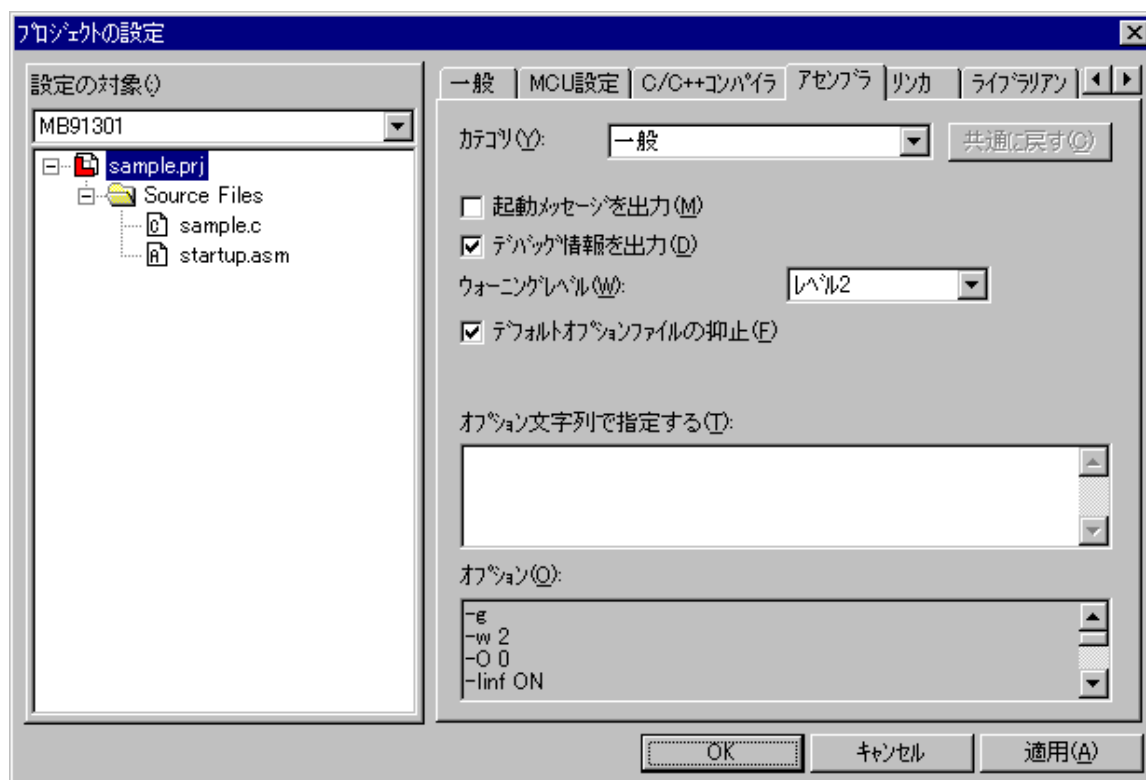 プロジェクトの設定
設定の対象(:)
MB91301
sample.prj
Source Files
sample.c
startup.asm
一般
MCU設定
C/C++コンパイラ
アセンブラ
リンカ
ライブラリアン
カテゴリ(Y):
一般
共通に戻す(C)
起動メッセージを出力(M)
デバッグ情報を出力(D)
ウォーニングレベル(W):
レベル2
デフォルトオプションファイルの抑止(F)
オプション文字列で指定する(T):
オプション(O):
-g
-w 2
-O 0
-linf ON
OK
キャンセル
適用(A)